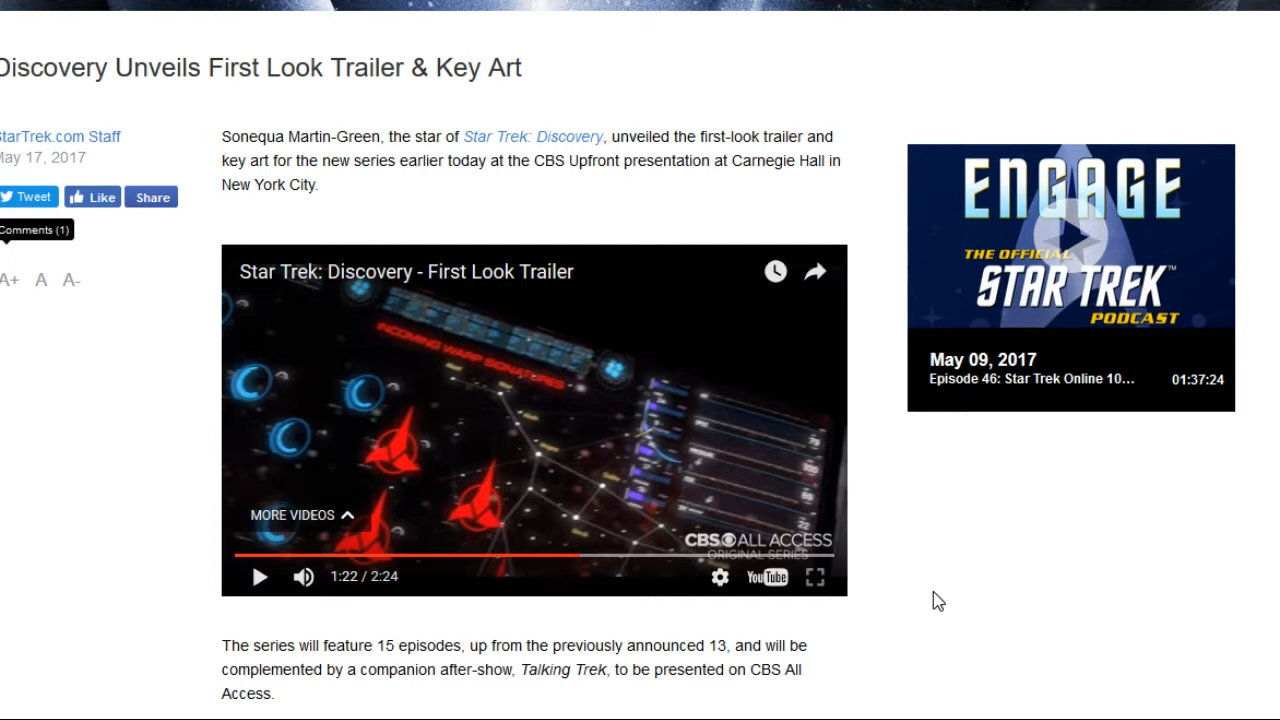 Discovery Unveils First Look Trailer & Key Art
StarTrek.com Staff
May 17, 2017
Tweet
Like
Share
Comments (1)
A+ A A-
Sonequa Martin-Green, the star of Star Trek: Discovery, unveiled the first-look trailer and
key art for the new series earlier today at the CBS Upfront presentation at Carnegie Hall in
New York City.
Star Trek: Discovery - First Look Trailer
INCOMING WARP SIGNATURES
MORE VIDEOS
CBS ALL ACCESS
ORIGINAL SERIES
1:22 / 2:24
YouTube
The series will feature 15 episodes, up from the previously announced 13, and will be
complemented by a companion after-show, Talking Trek, to be presented on CBS All
Access.
ENGAGE
THE OFFICIAL
STAR TREK™
PODCAST
May 09, 2017
Episode 46: Star Trek Online 10...
01:37:24